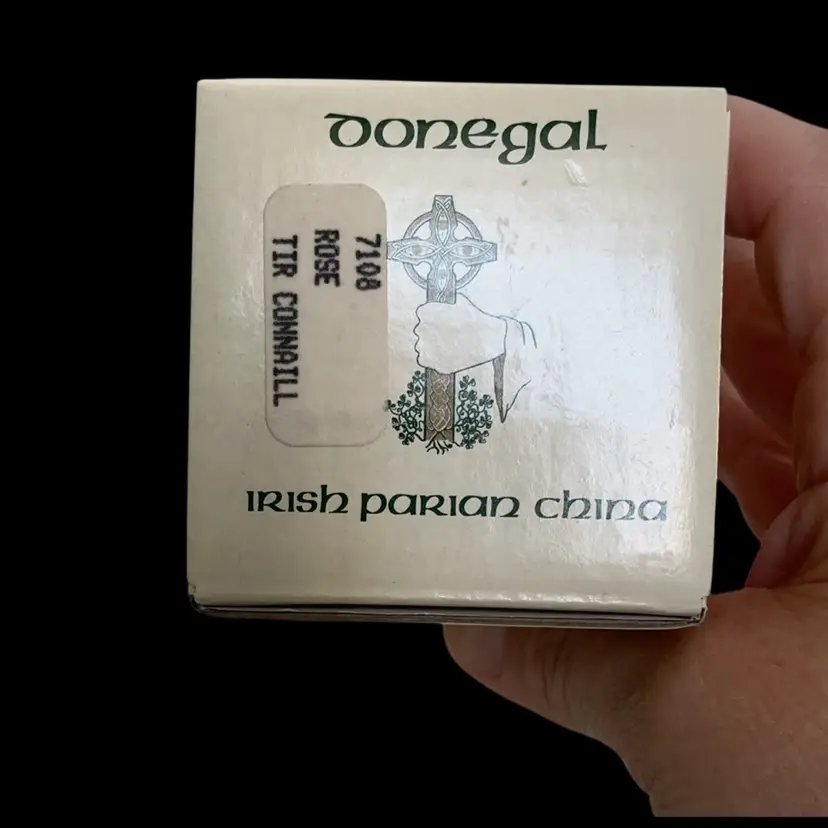 Donegal
7108
ROSE
TIR CONNAILL
IRISH PARIAN CHINA